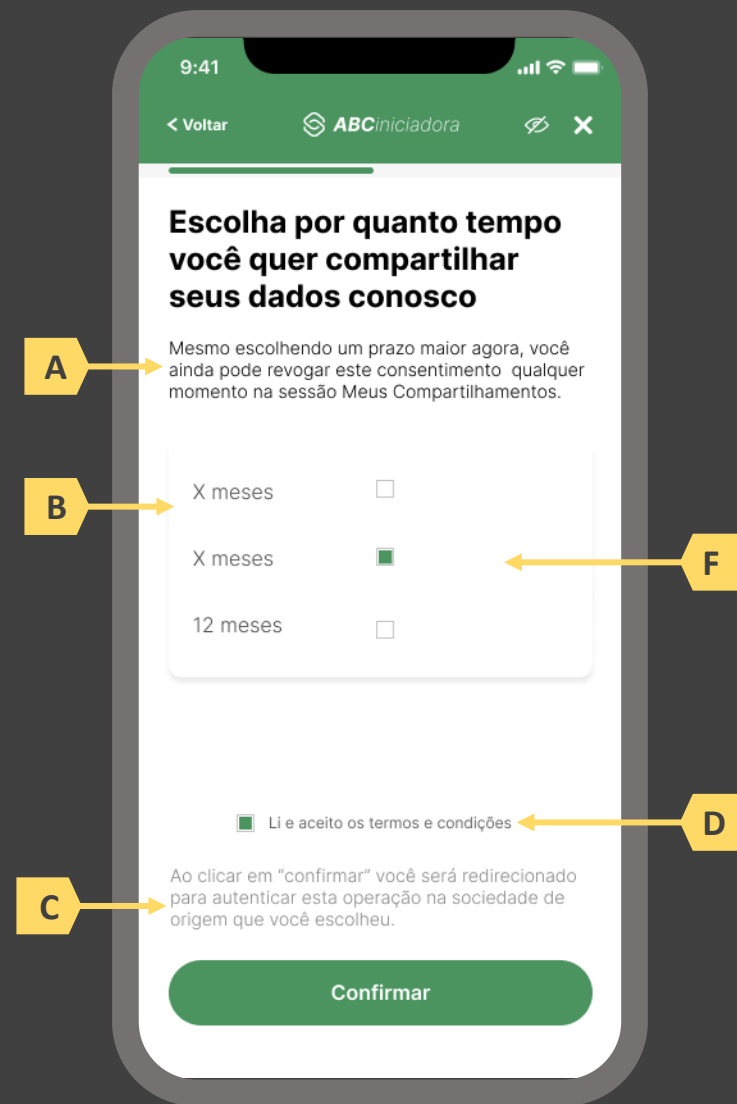 9:41
< Voltar
ABCiniciadora
Escolha por quanto tempo
você quer compartilhar
seus dados conosco
A
Mesmo escolhendo um prazo maior agora, você
ainda pode revogar este consentimento qualquer
momento na sessão Meus Compartilhamentos.
B
X meses
X meses
F
12 meses
Li e aceito os termos e condições
D
C
Ao clicar em “confirmar” você será redirecionado
para autenticar esta operação na sociedade de
origem que você escolheu.
Confirmar